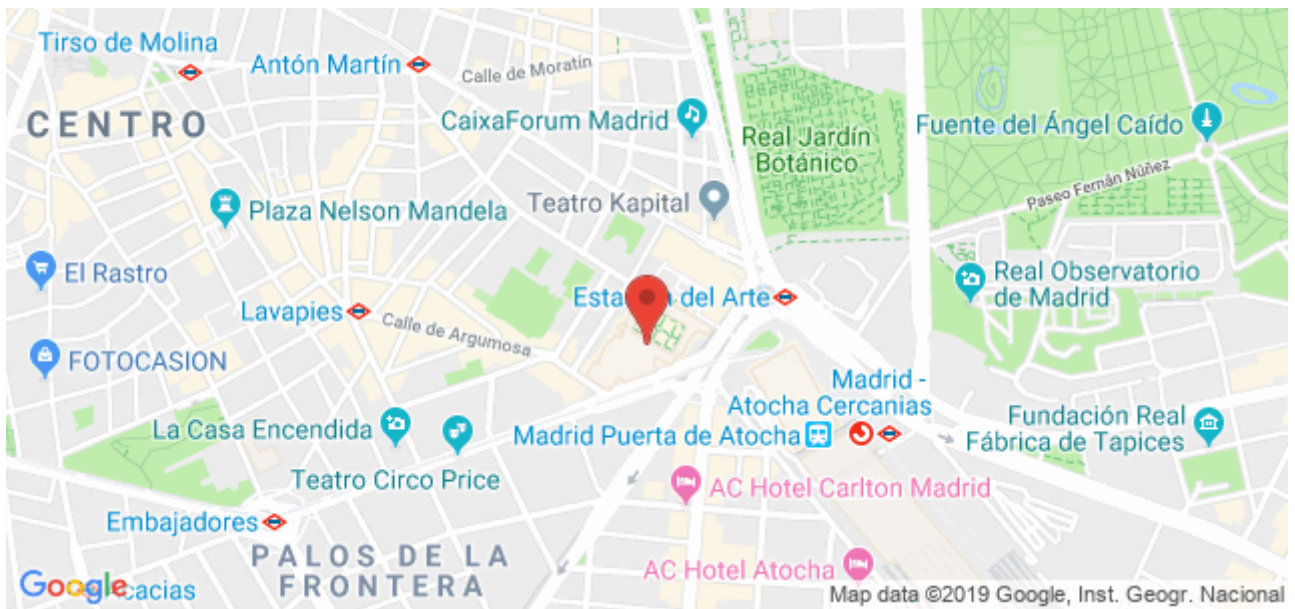 Tirso de Molina
Antón Martín
Calle de Moratín
CENTRO
CaixaForum Madrid
Real Jardín
Botánico
Fuente del Ángel Caído
Paseo Fernán Núñez
Teatro Kapital
Plaza Nelson Mandela
El Rastro
Real Observatorio
de Madrid
Esta
del Arte
Lavapies
Calle de Argumosa
FOTOCASION
Madrid -
Atocha Cercanias
La Casa Encendida
Madrid Puerta de Atocha
Fundación Real
Fábrica de Tapices
Teatro Circo Price
AC Hotel Carlton Madrid
Embajadores
PALOS DE LA
FRONTERA
AC Hotel Atocha
Google
cacias
Map data ©2019 Google, Inst. Geogr. Nacional